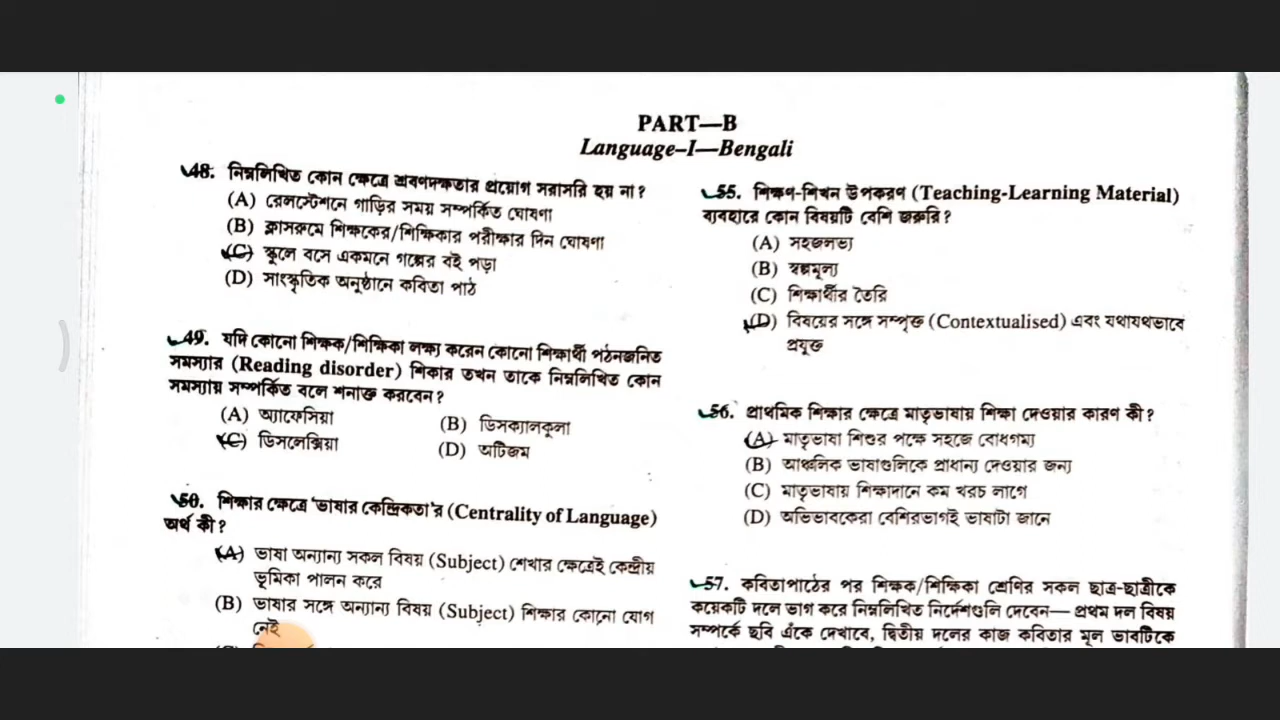 PART—B
Language–I—Bengali
48. নিম্নলিখিত কোন ক্ষেত্রে শ্রবণদক্ষতার প্রয়োগ সরাসরি হয় না?
(A) রেলস্টেশনে গাড়ির সময় সম্পর্কিত ঘোষণা
(B) ক্লাসরুমে শিক্ষকের/শিক্ষিকার পরীক্ষার দিন ঘোষণা
(C) স্কুলে বসে একমনে গল্পের বই পড়া
(D) সাংস্কৃতিক অনুষ্ঠানে কবিতা পাঠ
49. যদি কোনো শিক্ষক/শিক্ষিকা লক্ষ্য করেন কোনো শিক্ষার্থী পঠনজনিত
সমস্যার (Reading disorder) শিকার তখন তাকে নিম্নলিখিত কোন
সমস্যায় সম্পর্কিত বলে শনাক্ত করবেন?
(A) অ্যাফেসিয়া
(B) ডিসক্যালকুলা
(C) ডিসলেক্সিয়া
(D) অটিজম
50. শিক্ষার ক্ষেত্রে 'ভাষার কেন্দ্রিকতা'র (Centrality of Language)
অর্থ কী?
(A) ভাষা অন্যান্য সকল বিষয় (Subject) শেখার ক্ষেত্রেই কেন্দ্রীয়
ভূমিকা পালন করে
(B) ভাষার সঙ্গে অন্যান্য বিষয় (Subject) শিক্ষার কোনো যোগ
নেই
55. শিক্ষণ-শিখন উপকরণ (Teaching-Learning Material)
ব্যবহারে কোন বিষয়টি বেশি জরুরি?
(A) সহজলভ্য
(B) স্বল্পমূল্য
(C) শিক্ষার্থীর তৈরি
(D) বিষয়ের সঙ্গে সম্পৃক্ত (Contextualised) এবং যথাযথভাবে
প্রযুক্ত
56. প্রাথমিক শিক্ষার ক্ষেত্রে মাতৃভাষায় শিক্ষা দেওয়ার কারণ কী?
(A) মাতৃভাষা শিশুর পক্ষে সহজে বোধগম্য
(B) আঞ্চলিক ভাষাগুলিকে প্রাধান্য দেওয়ার জন্য
(C) মাতৃভাষায় শিক্ষাদানে কম খরচ লাগে
(D) অভিভাবকেরা বেশিরভাগই ভাষাটা জানে
57. কবিতাপাঠের পর শিক্ষক/শিক্ষিকা শ্রেণির সকল ছাত্র-ছাত্রীকে
কয়েকটি দলে ভাগ করে নিম্নলিখিত নির্দেশগুলি দেবেন— প্রথম দল বিষয়
সম্পর্কে ছবি এঁকে দেখাবে, দ্বিতীয় দলের কাজ কবিতার মূল ভাবটিকে